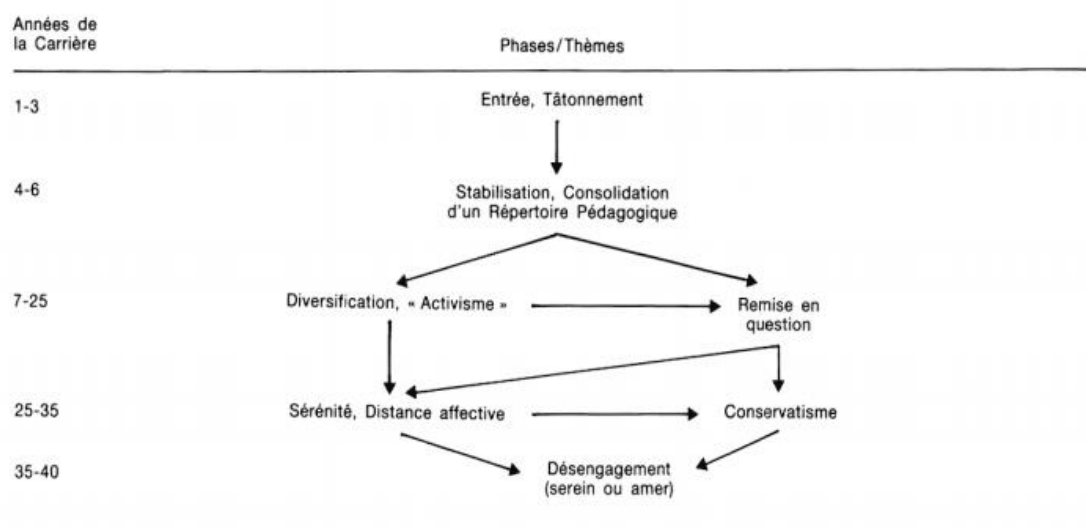 Années de
la Carrière
Phases/Thèmes
1-3
Entrée, Tâtonnement
4-6
Stabilisation, Consolidation
d'un Répertoire Pédagogique
7-25
Diversification, « Activisme »
Remise en
question
25-35
Sérénité, Distance affective
Conservatisme
35-40
Désengagement
(serein ou amer)